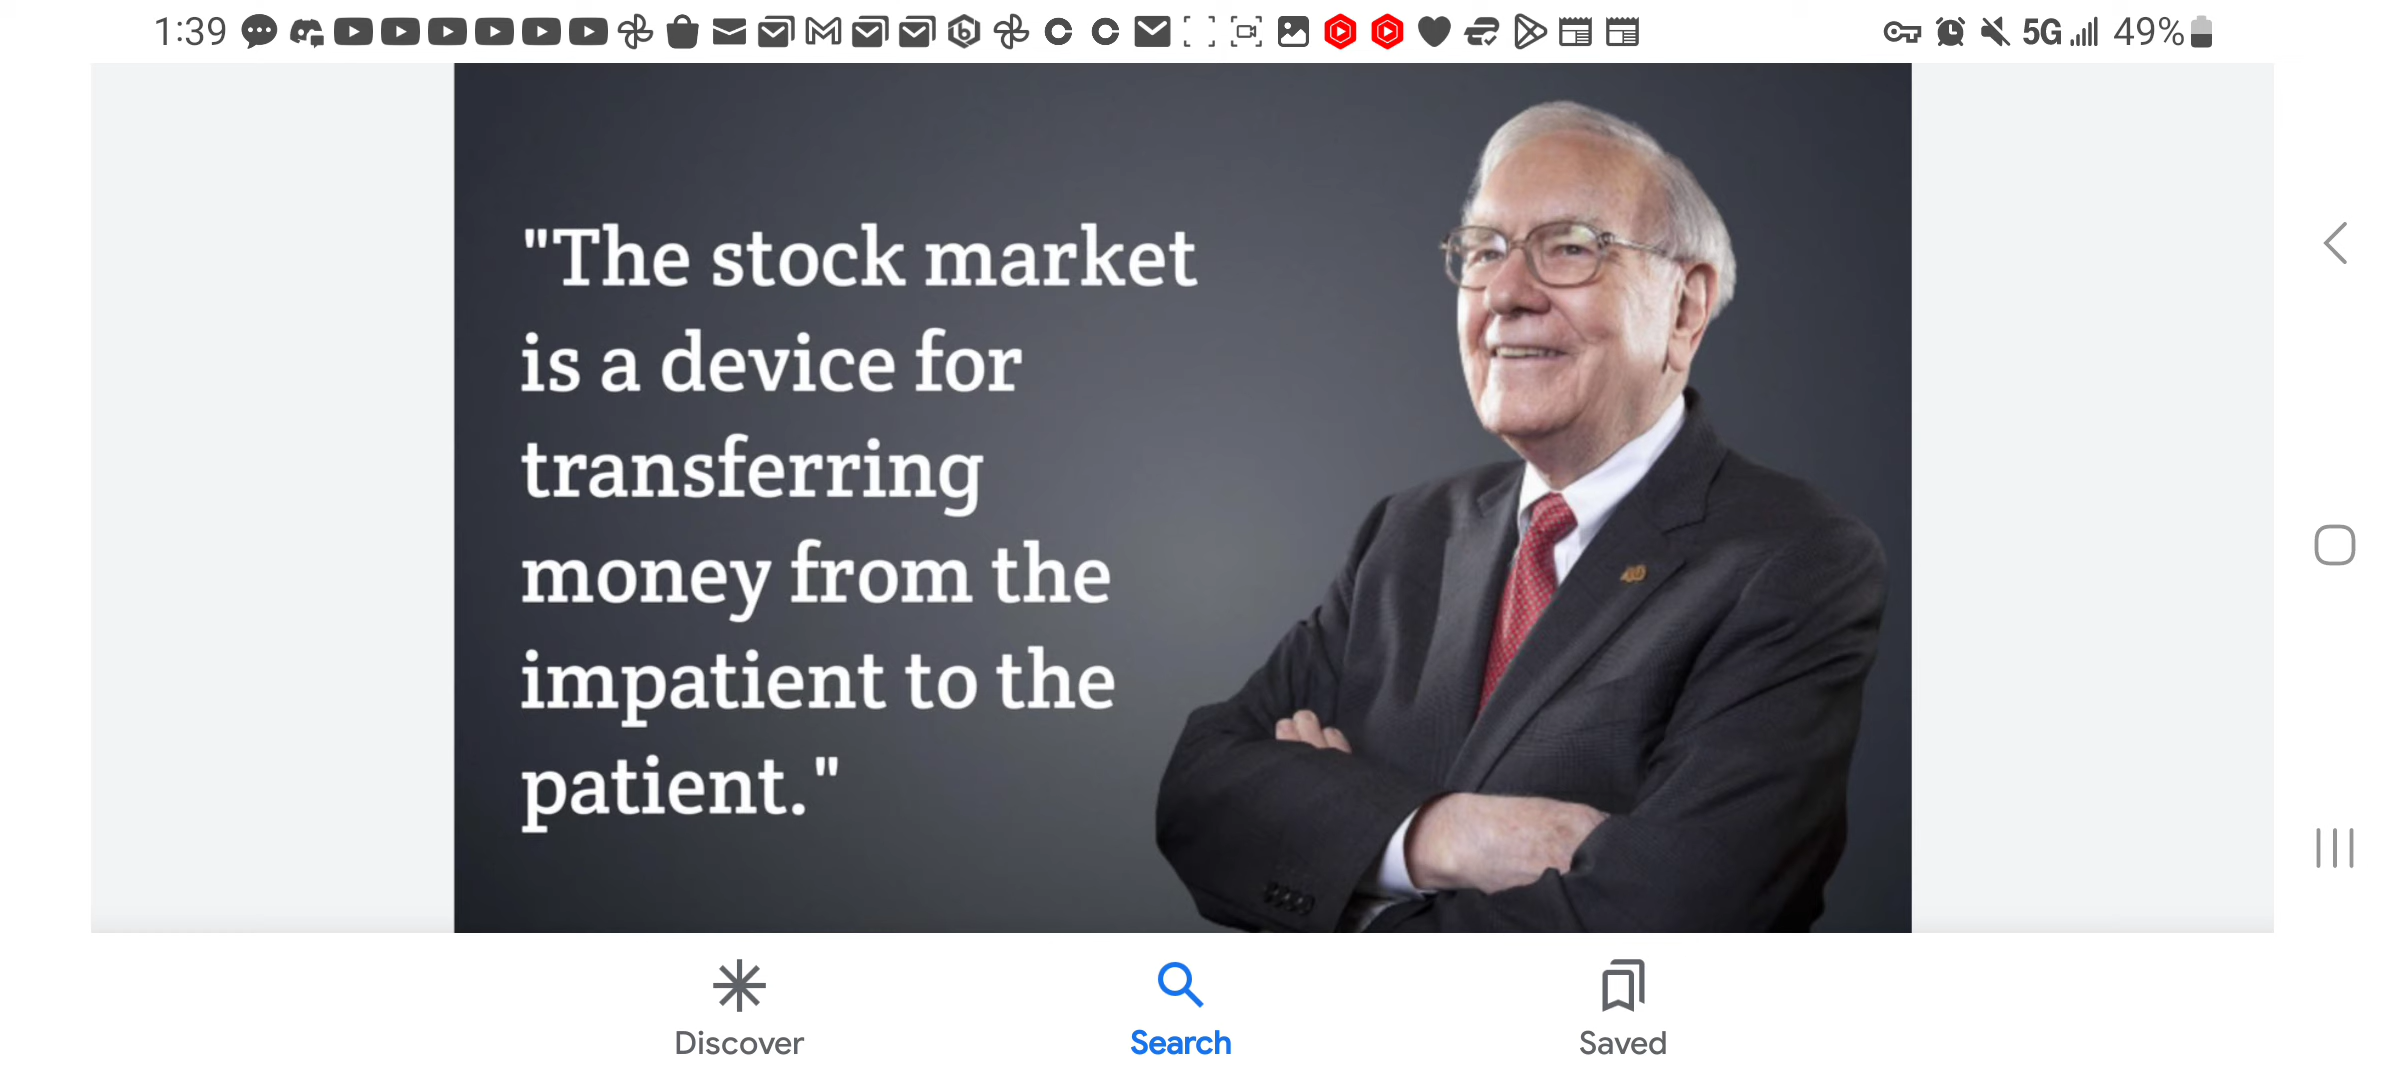 1:39 5G 49%
"The stock market
is a device for
transferring
money from the
impatient to the
patient."
Discover Search Saved